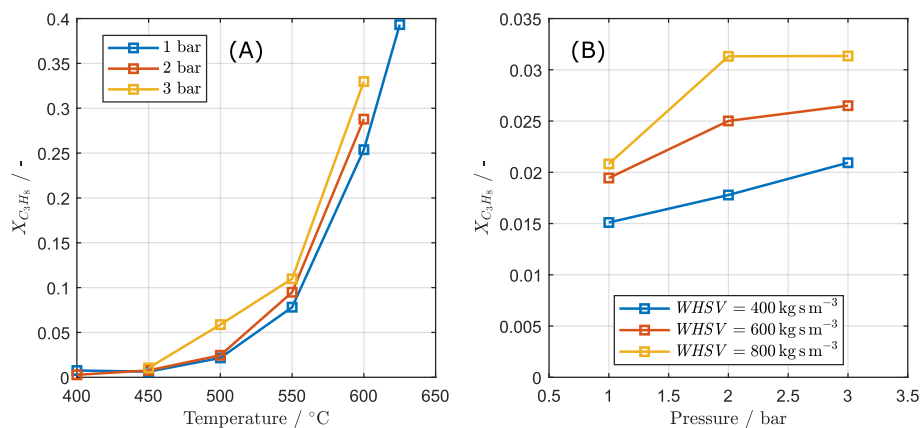 0.4
0.35
0.3
0.25
0.2
0.15
0.1
0.05
0
400
450
500
550
600
650
X_{C_3H_8} / -
Temperature / °C
1 bar
2 bar
3 bar
(A)
0.035
0.03
0.025
0.02
0.015
0.01
0.005
0
0.5
1
1.5
2
2.5
3
3.5
X_{C_3H_8} / -
Pressure / bar
(B)
WHSV = 400 kg s m⁻³
WHSV = 600 kg s m⁻³
WHSV = 800 kg s m⁻³